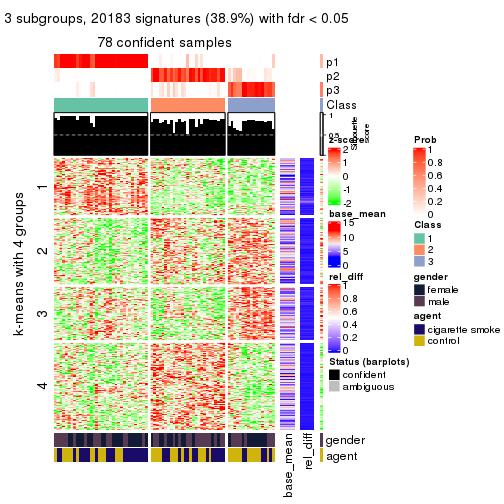 3 subgroups, 20183 signatures (38.9%) with fdr < 0.05
78 confident samples
p1
p2
p3
Class
1
0.5
Silhouette
score
k-means with 4 groups
1
2
3
4
gender
agent
base_mean
rel_diff
z-score
2
1
0
-1
-2
base_mean
15
10
5
0
rel_diff
1
0.8
0.6
0.4
0.2
0
Status (barplots)
confident
ambiguous
Prob
1
0.8
0.6
0.4
0.2
0
Class
1
2
3
gender
female
male
agent
cigarette smoke
control